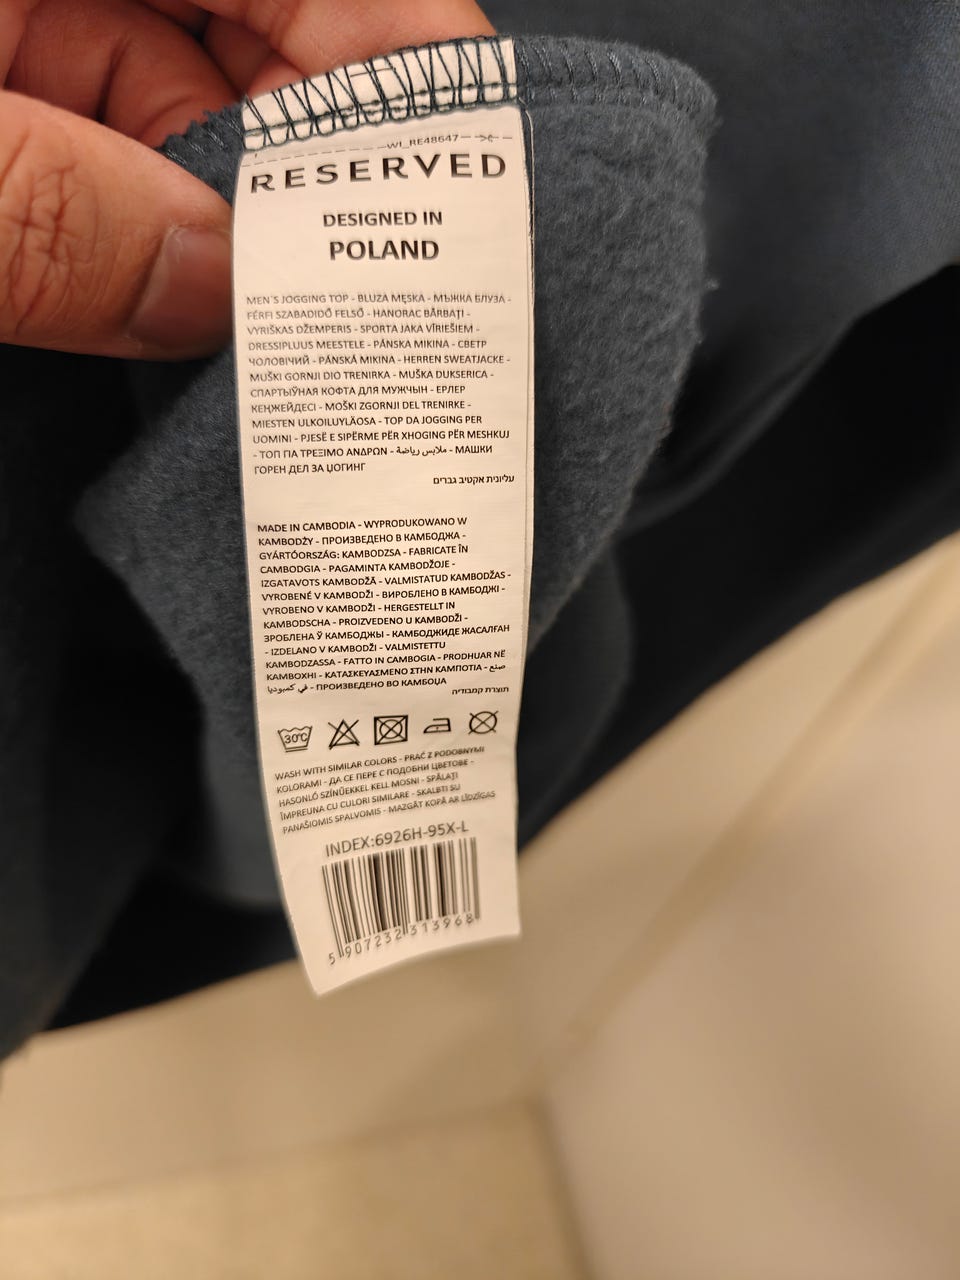 WI_RE48647
RESERVED
DESIGNED IN
POLAND
MEN`S JOGGING TOP - BLUZA MĘSKA - МЪЖКА БЛУЗА -
FÉRFI SZABADIDŐ FELSŐ - HANORAC BĂRBAȚI -
VYRIŠKAS DŽEMPERIS - SPORTA JAKA VĪRIEŠIEM -
DRESSIPLUUS MEESTELE - PÁNSKA MIKINA - СВЕТР
ЧОЛОВІЧИЙ - PÁNSKÁ MIKINA - HERREN SWEATJACKE -
MUŠKI GORNJI DIO TRENIRKA - MUŠKA DUKSERICA -
СПАРТЫЎНАЯ КОФТА ДЛЯ МУЖЧЫН - ЕРЛЕР
КЕҢЖЕЙДЕСІ - MOŠKI ZGORNJI DEL TRENIRKE -
MIESTEN ULKOILUYLÄOSA - TOP DA JOGGING PER
UOMINI - PJESË E SIPËRME PËR XHOGING PËR MESHKUJ
- ΤΟΠ ΓΙΑ ΤΡΕΞΙΜΟ ΑΝΔΡΩΝ - ملابس رياضة - МАШКИ
ГОРЕН ДЕЛ ЗА ЏОГИНГ
עליונית אקטיב גברים
MADE IN CAMBODIA - WYPRODUKOWANO W
KAMBODŻY - ПРОИЗВЕДЕНО В КАМБОДЖА -
GYÁRTÓORSZÁG: KAMBODZSA - FABRICATE ÎN
CAMBODGIA - PAGAMINTA KAMBODŽOJE -
IZGATAVOTS KAMBODŽĀ - VALMISTATUD KAMBODŽAS -
VYROBENÉ V KAMBODŽI - ВИРОБЛЕНО В КАМБОДЖІ -
VYROBENO V KAMBODŽI - HERGESTELLT IN
KAMBODSCHA - PROIZVEDENO U KAMBODŽI -
ЗРОБЛЕНА Ў КАМБОДЖЫ - КАМБОДЖИДЕ ЖАСАЛҒАН
- IZDELANO V KAMBODŽI - VALMISTETTU
KAMBODZASSA - FATTO IN CAMBOGIA - PRODHUAR NË
KAMBOXHI - ΚΑΤΑΣΚΕΥΑΣΜΕΝΟ ΣΤΗΝ ΚΑΜΠΟΤΙΑ - صنع
في كمبوديا - ПРОИЗВЕДЕНО ВО КАМБОЏА
תוצרת קמבודיה
30°C
WASH WITH SIMILAR COLORS - PRAĆ Z PODOBNYMI
KOLORAMI - ДА СЕ ПЕРЕ С ПОДОБНИ ЦВЕТОВЕ -
HASONLÓ SZÍNŰEKKEL KELL MOSNI - SPĂLAȚI
ÎMPREUNA CU CULORI SIMILARE - SKALBTI SU
PANAŠIOMIS SPALVOMIS - MAZGĀT KOPĀ AR LĪDZĪGAS
INDEX:6926H-95X-L
5 907232 313968